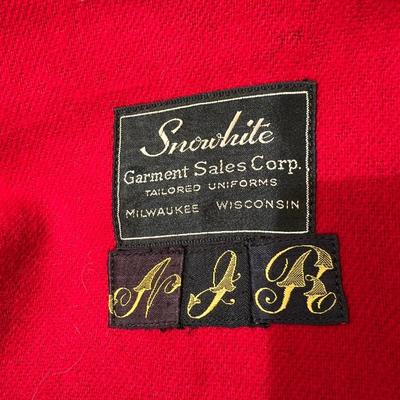 Snowhite
Garment Sales Corp.
TAILORED UNIFORMS
MILWAUKEE WISCONSIN
N J R